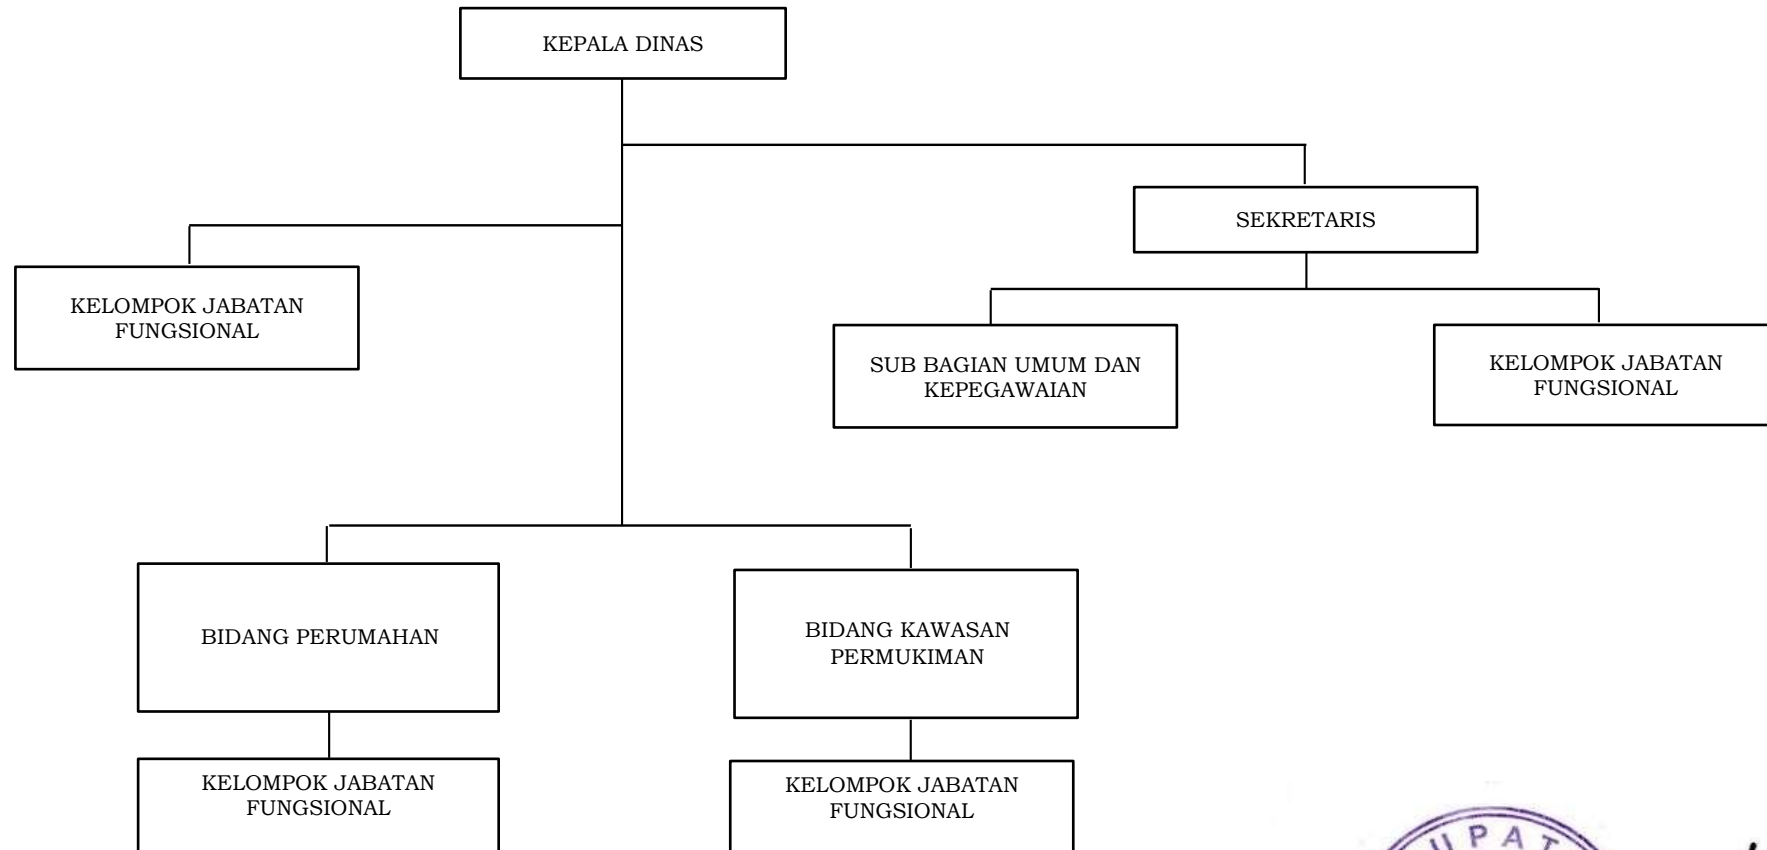 KEPALA DINAS
SEKRETARIS
KELOMPOK JABATAN
FUNGSIONAL
SUB BAGIAN UMUM DAN
KEPEGAWAIAN
KELOMPOK JABATAN
FUNGSIONAL
BIDANG PERUMAHAN
BIDANG KAWASAN
PERMUKIMAN
KELOMPOK JABATAN
FUNGSIONAL
KELOMPOK JABATAN
FUNGSIONAL